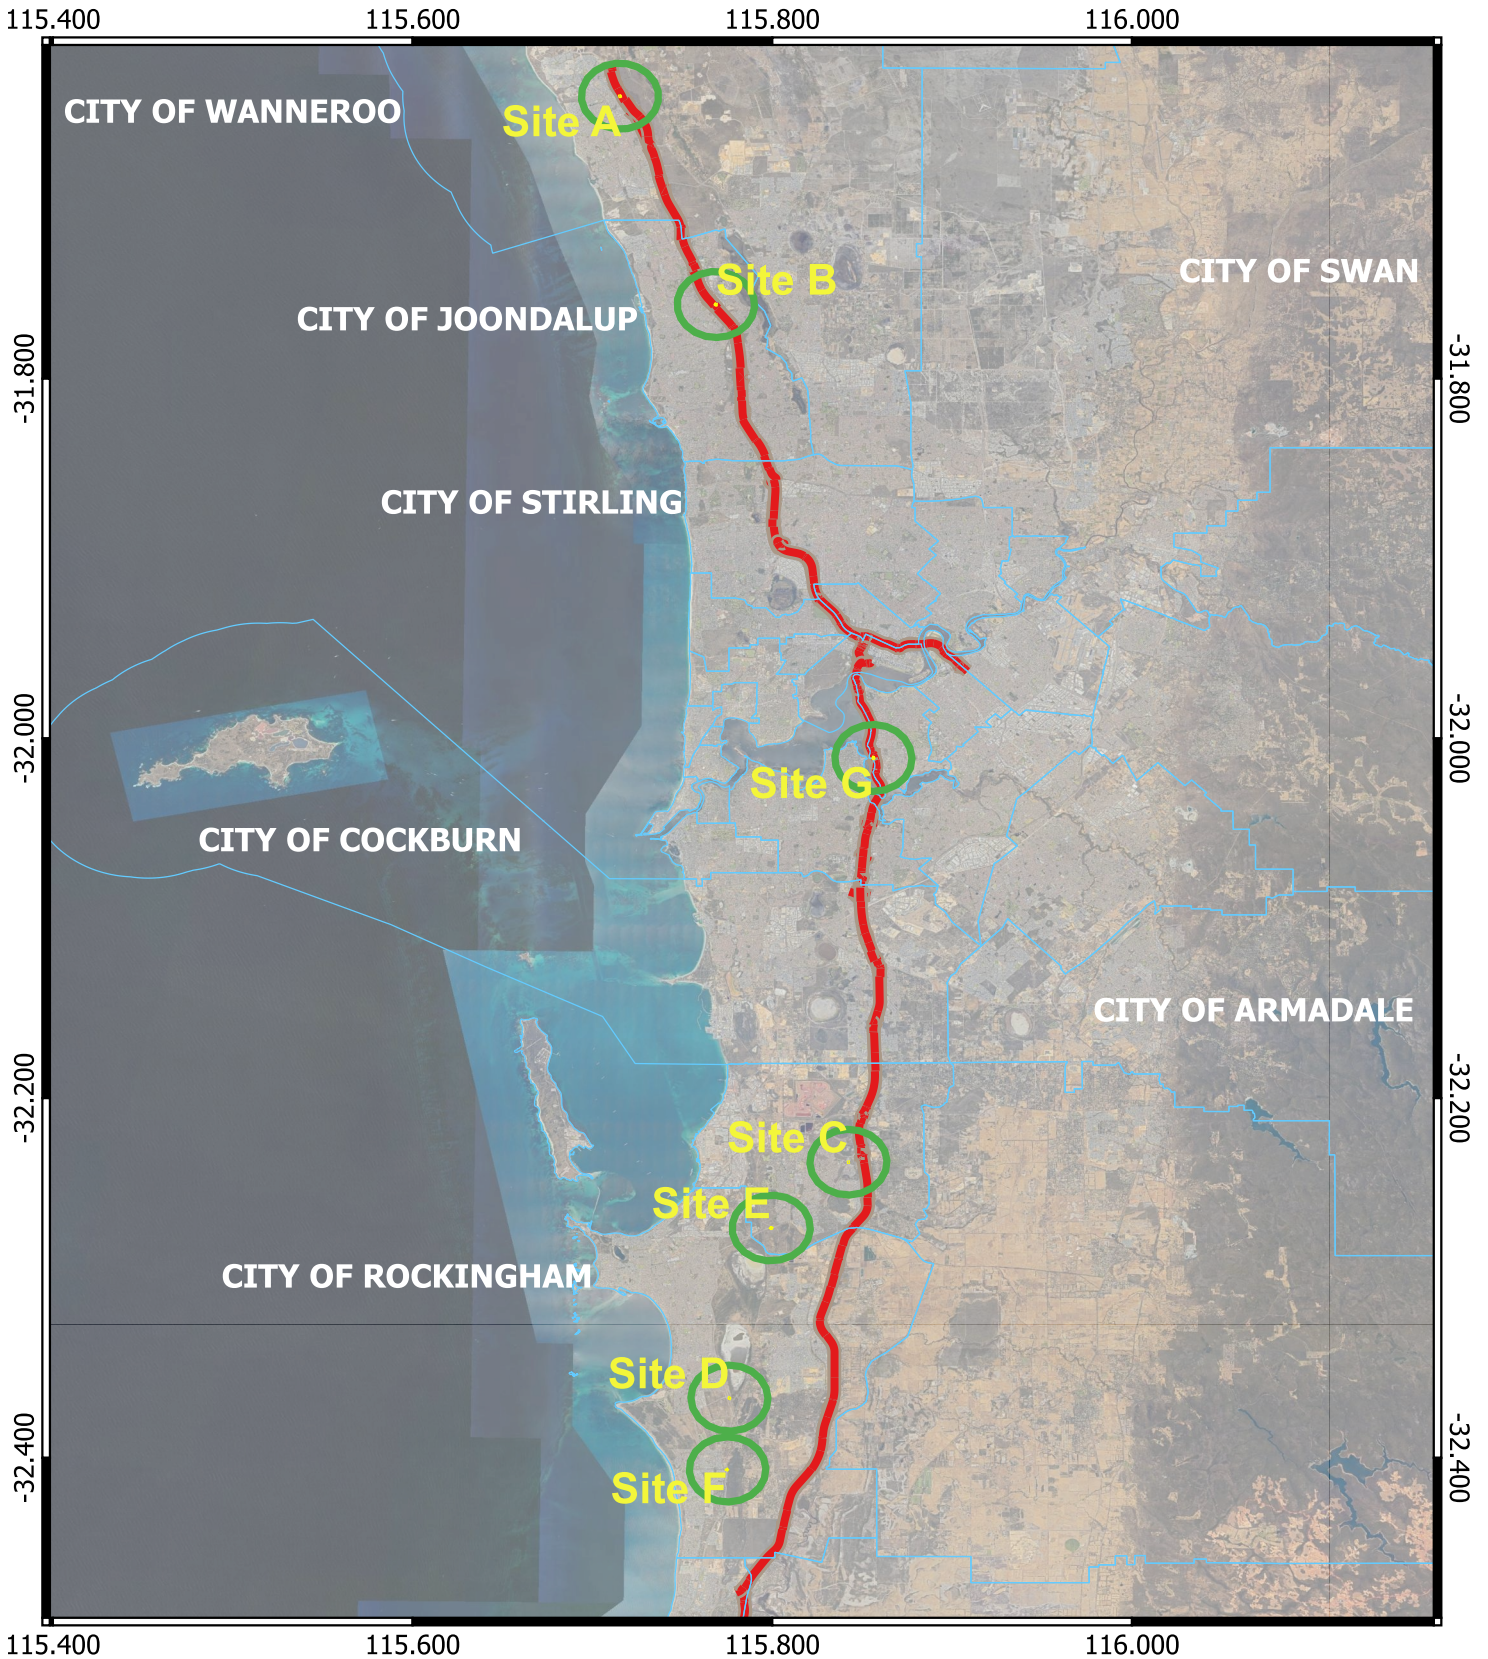 115.400 115.600 115.800 116.000
CITY OF WANNEROO
Site A
CITY OF SWAN
Site B
CITY OF JOONDALUP
-31.800
-31.800
CITY OF STIRLING
-32.000
-32.000
Site G
CITY OF COCKBURN
CITY OF ARMADALE
-32.200
-32.200
Site C
Site E
CITY OF ROCKINGHAM
Site D
-32.400
-32.400
Site F
115.400 115.600 115.800 116.000